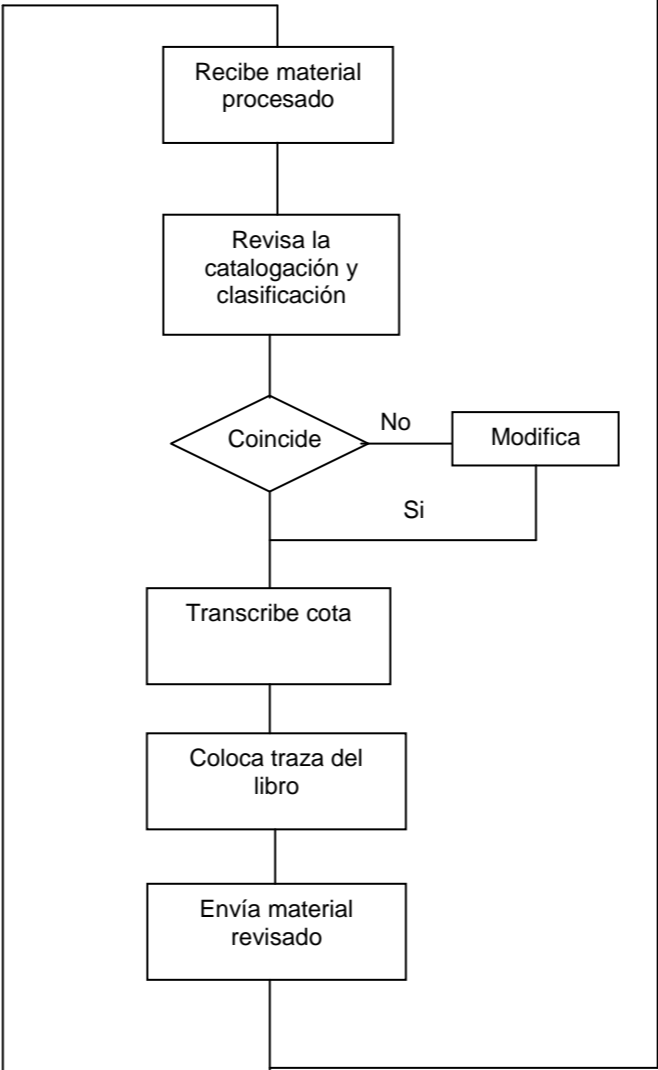 Recibe material
procesado
Revisa la
catalogación y
clasificación
Coincide
No
Modifica
Si
Transcribe cota
Coloca traza del
libro
Envía material
revisado